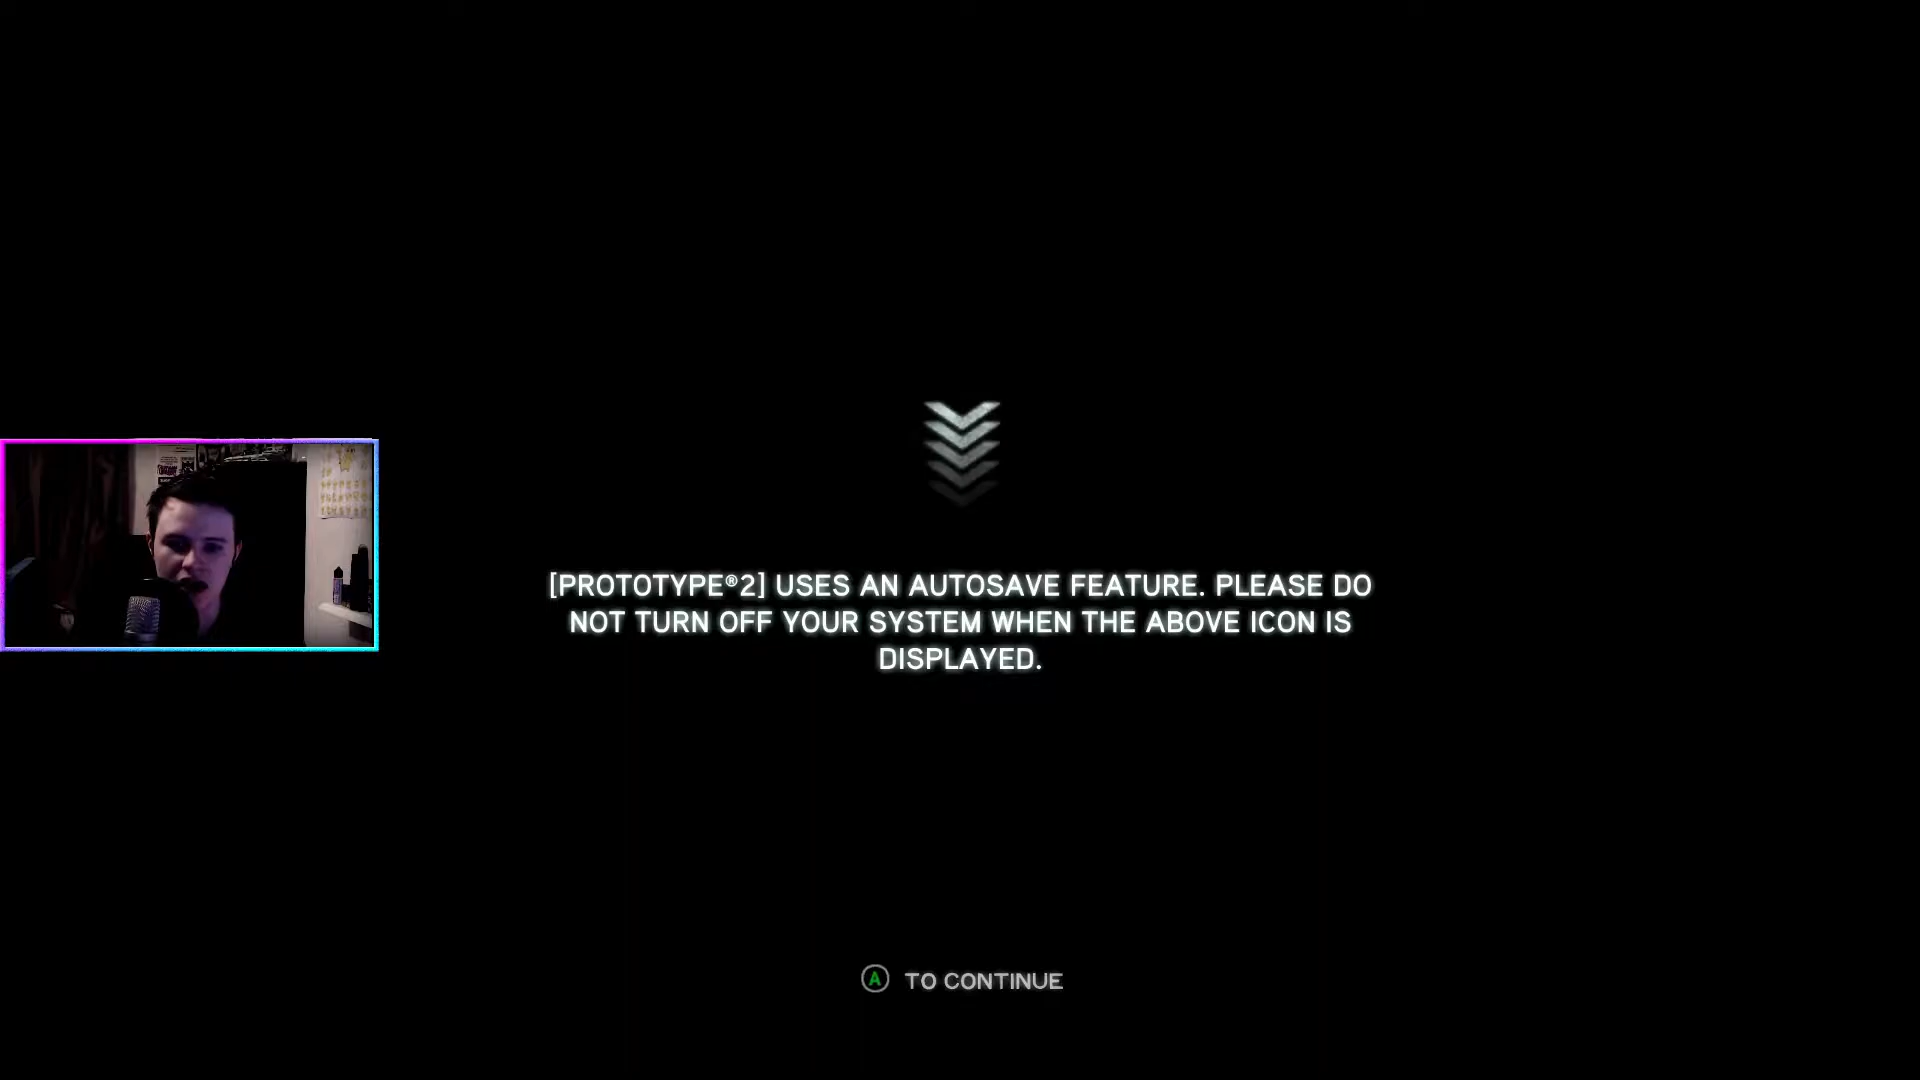 [PROTOTYPE®2] USES AN AUTOSAVE FEATURE. PLEASE DO
NOT TURN OFF YOUR SYSTEM WHEN THE ABOVE ICON IS
DISPLAYED.
A TO CONTINUE